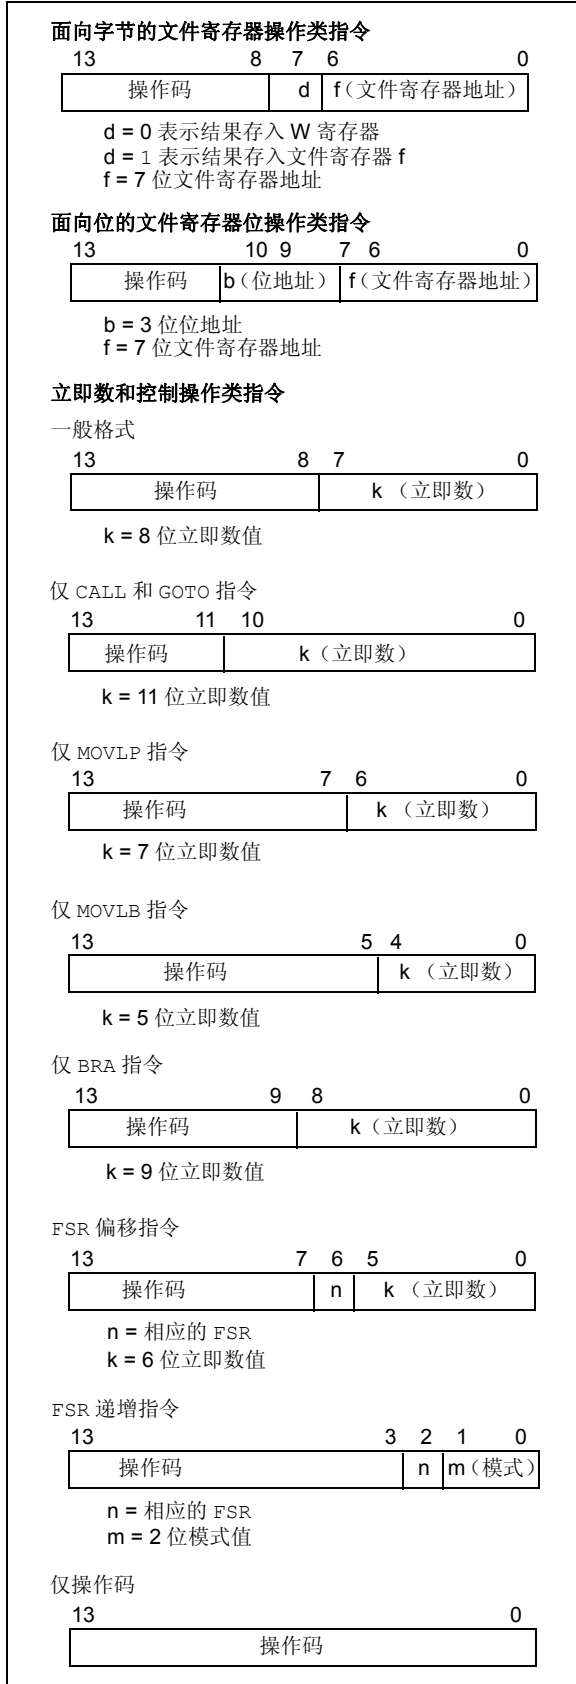 面向字节的文件寄存器操作类指令
13 8 7 6 0
操作码 d f（文件寄存器地址）
d = 0 表示结果存入 W 寄存器
d = 1 表示结果存入文件寄存器 f
f = 7 位文件寄存器地址
面向位的文件寄存器位操作类指令
13 10 9 7 6 0
操作码 b（位地址） f（文件寄存器地址）
b = 3 位位地址
f = 7 位文件寄存器地址
立即数和控制操作类指令
一般格式
13 8 7 0
操作码 k （立即数）
k = 8 位立即数值
仅 CALL 和 GOTO 指令
13 11 10 0
操作码 k（立即数）
k = 11 位立即数值
仅 MOVLP 指令
13 7 6 0
操作码 k （立即数）
k = 7 位立即数值
仅 MOVLB 指令
13 5 4 0
操作码 k （立即数）
k = 5 位立即数值
仅 BRA 指令
13 9 8 0
操作码 k（立即数）
k = 9 位立即数值
FSR 偏移指令
13 7 6 5 0
操作码 n k （立即数）
n = 相应的 FSR
k = 6 位立即数值
FSR 递增指令
13 3 2 1 0
操作码 n m（模式）
n = 相应的 FSR
m = 2 位模式值
仅操作码
13 0
操作码